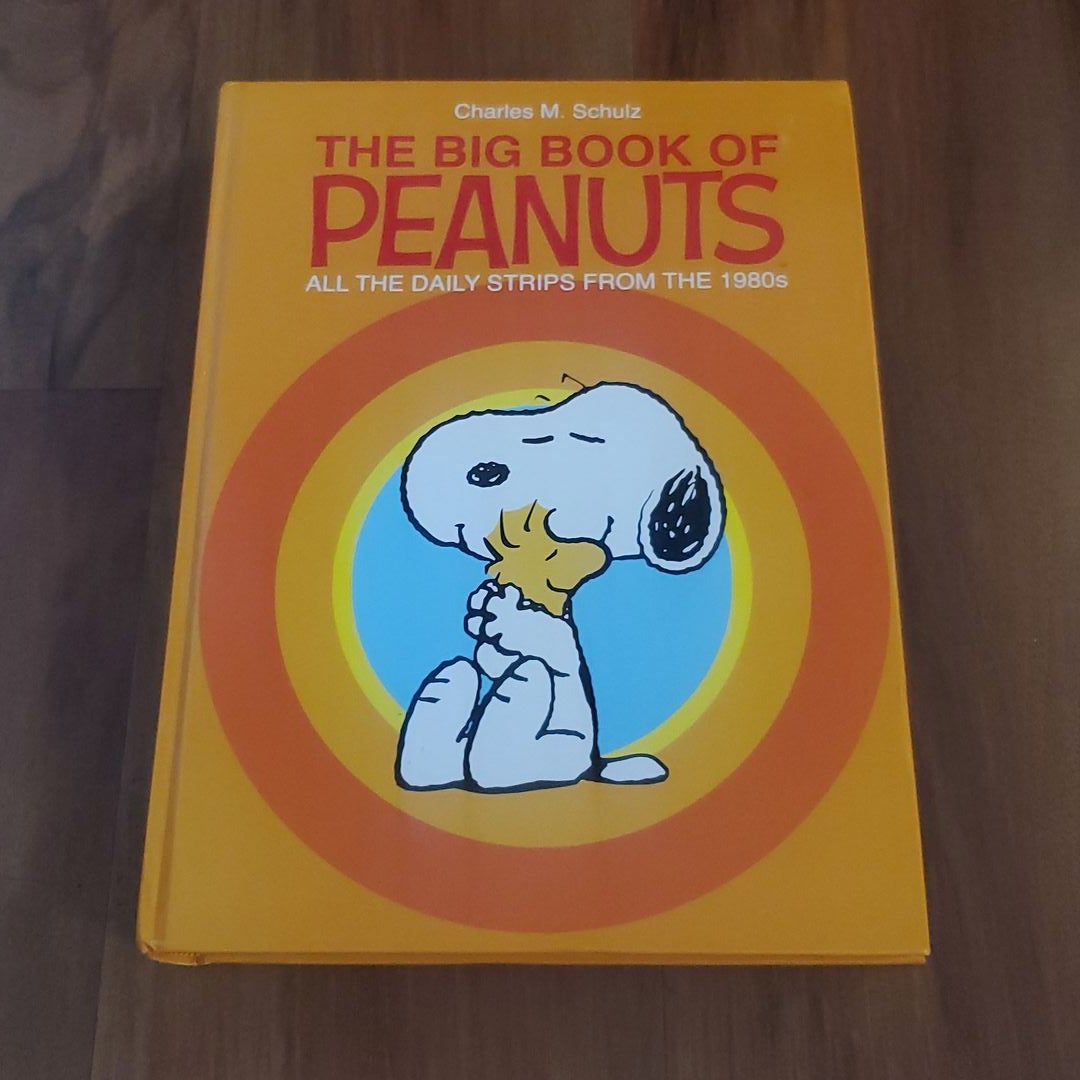 Charles M. Schulz
THE BIG BOOK OF
PEANUTS
ALL THE DAILY STRIPS FROM THE 1980s